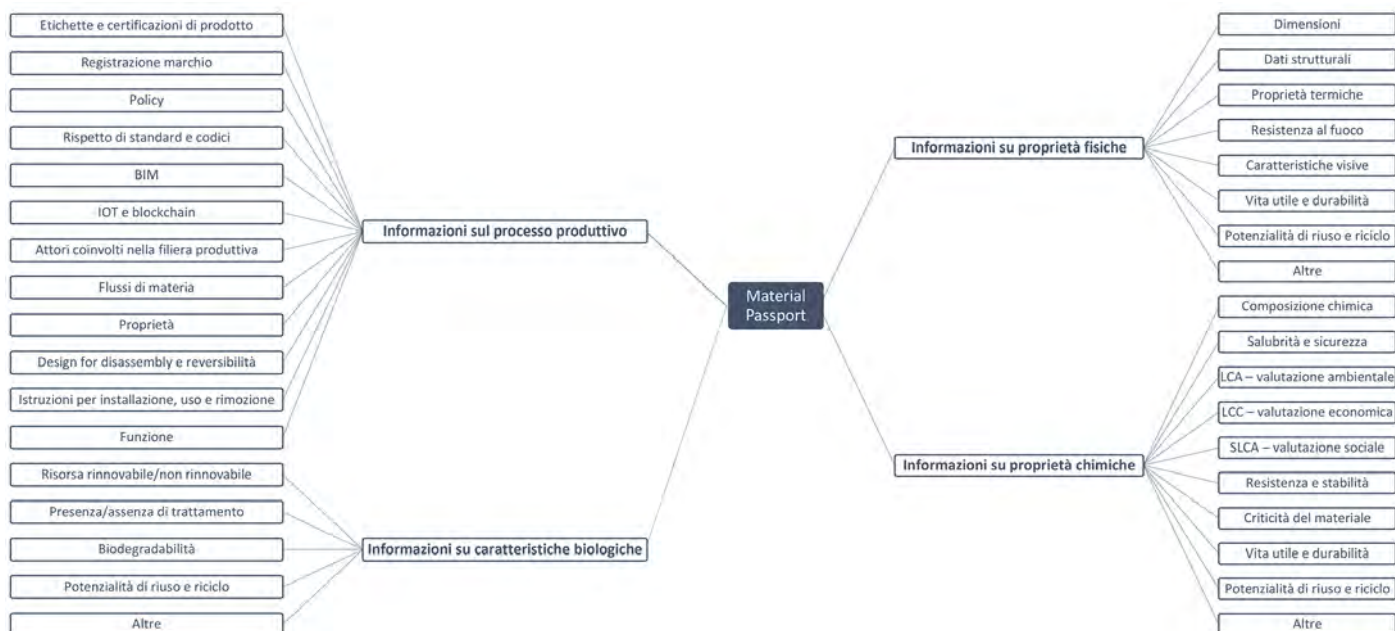 Etichette e certificazioni di prodotto
Registrazione marchio
Policy
Rispetto di standard e codici
BIM
IOT e blockchain
Attori coinvolti nella filiera produttiva
Flussi di materia
Proprietà
Design for disassembly e reversibilità
Istruzioni per installazione, uso e rimozione
Funzione
Risorsa rinnovabile/non rinnovabile
Presenza/assenza di trattamento
Biodegradabilità
Potenzialità di riuso e riciclo
Altre
Informazioni sul processo produttivo
Informazioni su caratteristiche biologiche
Material
Passport
Informazioni su proprietà fisiche
Informazioni su proprietà chimiche
Dimensioni
Dati strutturali
Proprietà termiche
Resistenza al fuoco
Caratteristiche visive
Vita utile e durabilità
Potenzialità di riuso e riciclo
Altre
Composizione chimica
Salubrità e sicurezza
LCA – valutazione ambientale
LCC – valutazione economica
SLCA – valutazione sociale
Resistenza e stabilità
Criticità del materiale
Vita utile e durabilità
Potenzialità di riuso e riciclo
Altre